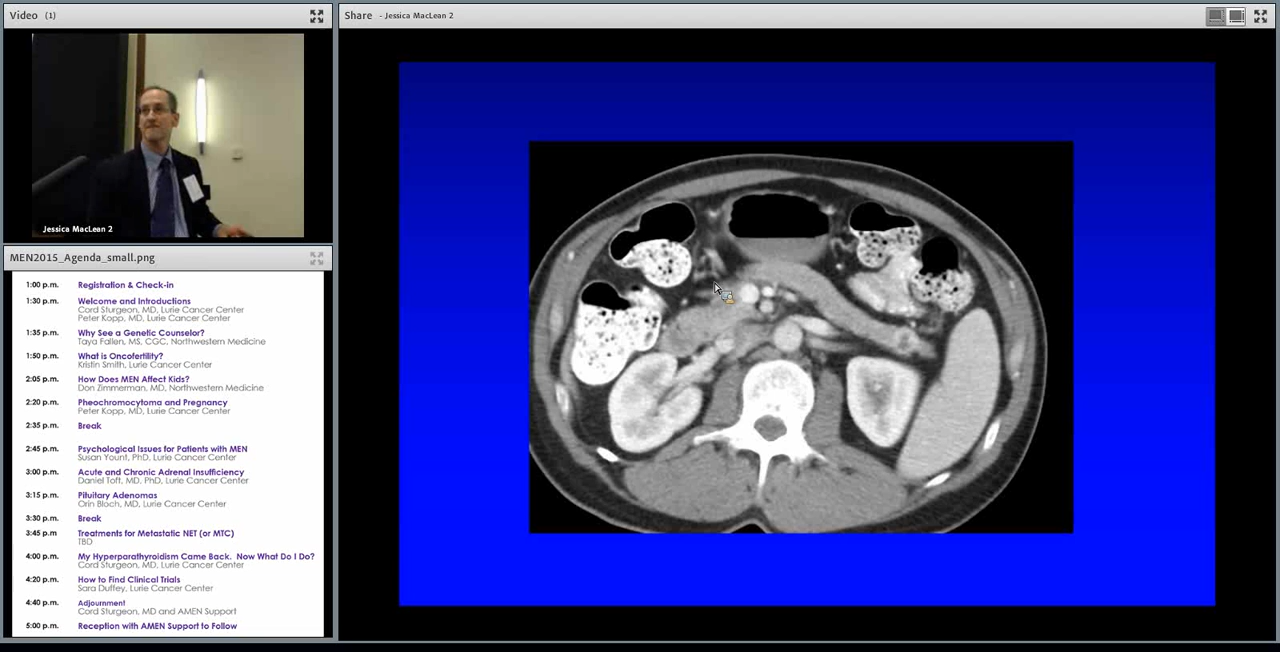 Video (1)
Share - Jessica MacLean 2
Jessica MacLean 2
MEN2015_Agenda_small.png
1:00 p.m. Registration & Check-in
1:30 p.m. Welcome and Introductions
Cord Sturgeon, MD, Lurie Cancer Center
Peter Kopp, MD, Lurie Cancer Center
1:35 p.m. Why See a Genetic Counselor?
Taya Fallen, MS, CGC, Northwestern Medicine
1:50 p.m. What is Oncofertility?
Kristin Smith, Lurie Cancer Center
2:05 p.m. How Does MEN Affect Kids?
Don Zimmerman, MD, Northwestern Medicine
2:20 p.m. Pheochromocytoma and Pregnancy
Peter Kopp, MD, Lurie Cancer Center
2:35 p.m. Break
2:45 p.m. Psychological Issues for Patients with MEN
Susan Yount, PhD, Lurie Cancer Center
3:00 p.m. Acute and Chronic Adrenal Insufficiency
Daniel Toft, MD, PhD, Lurie Cancer Center
3:15 p.m. Pituitary Adenomas
Orin Bloch, MD, Lurie Cancer Center
3:30 p.m. Break
3:45 p.m Treatments for Metastatic NET (or MTC)
TBD
4:00 p.m. My Hyperparathyroidism Came Back. Now What Do I Do?
Cord Sturgeon, MD, Lurie Cancer Center
4:20 p.m. How to Find Clinical Trials
Sara Duffey, Lurie Cancer Center
4:40 p.m. Adjournment
Cord Sturgeon, MD and AMEN Support
5:00 p.m. Reception with AMEN Support to Follow